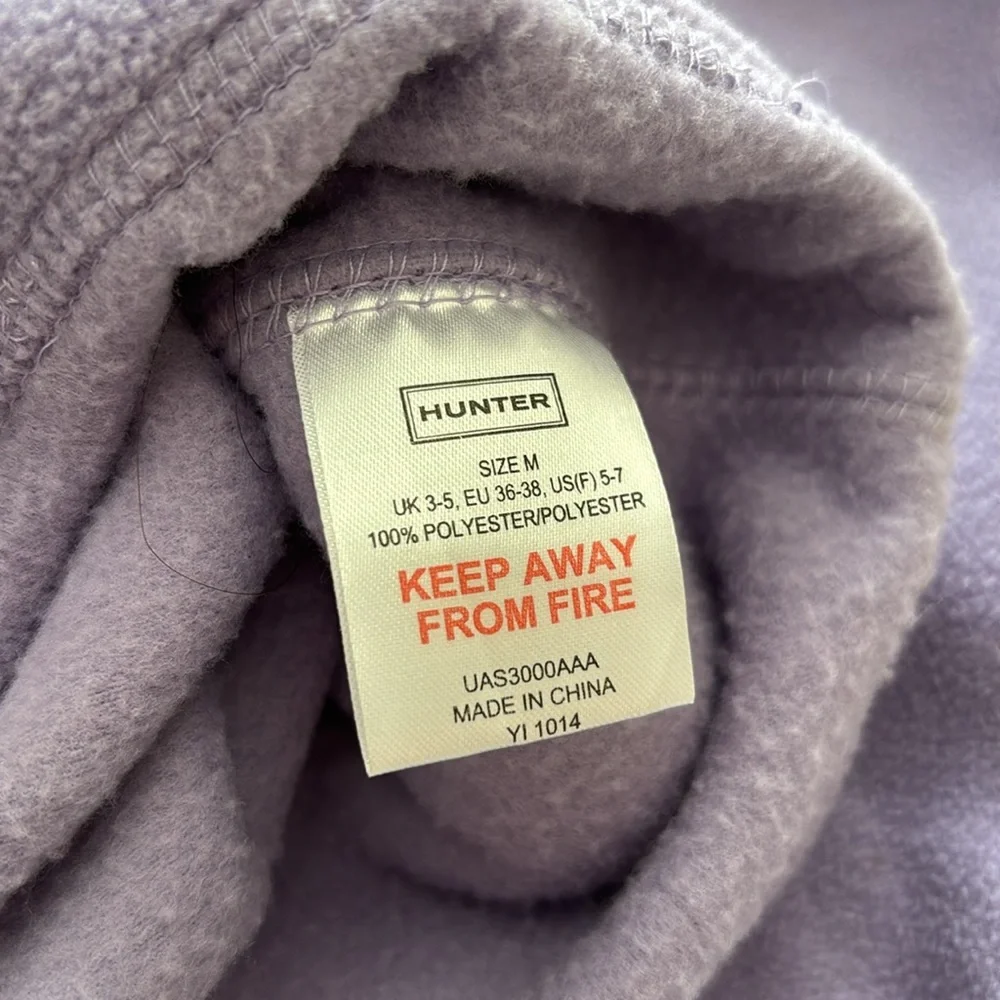 HUNTER
SIZE M
UK 3-5, EU 36-38, US(F) 5-7
100% POLYESTER/POLYESTER
KEEP AWAY
FROM FIRE
UAS3000AAA
MADE IN CHINA
YI 1014